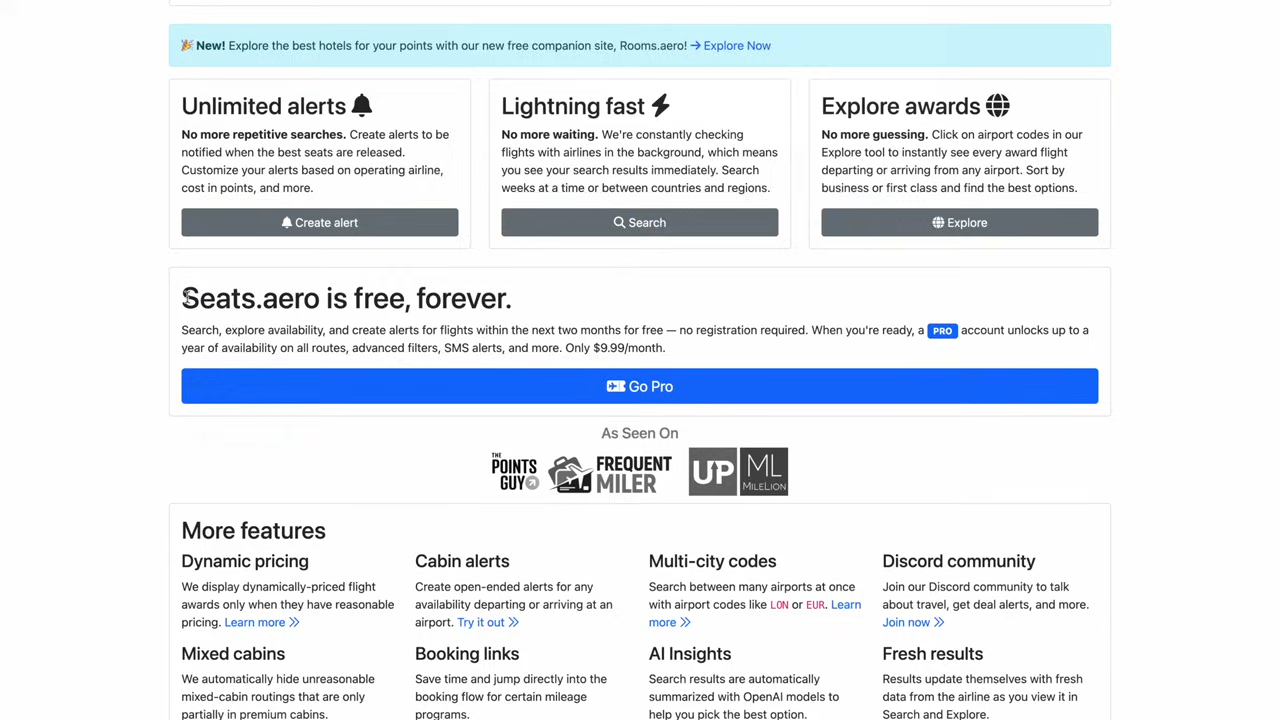 🎉 New! Explore the best hotels for your points with our new free companion site, Rooms.aero! → Explore Now
Unlimited alerts
No more repetitive searches. Create alerts to be
notified when the best seats are released.
Customize your alerts based on operating airline,
cost in points, and more.
Create alert
Lightning fast
No more waiting. We're constantly checking
flights with airlines in the background, which means
you see your search results immediately. Search
weeks at a time or between countries and regions.
Search
Explore awards
No more guessing. Click on airport codes in our
Explore tool to instantly see every award flight
departing or arriving from any airport. Sort by
business or first class and find the best options.
Explore
Seats.aero is free, forever.
Search, explore availability, and create alerts for flights within the next two months for free — no registration required. When you're ready, a PRO account unlocks up to a
year of availability on all routes, advanced filters, SMS alerts, and more. Only $9.99/month.
Go Pro
As Seen On
THE
POINTS
GUY
FREQUENT
MILER
UP
ML
MILELION
More features
Dynamic pricing
We display dynamically-priced flight
awards only when they have reasonable
pricing. Learn more »
Cabin alerts
Create open-ended alerts for any
availability departing or arriving at an
airport. Try it out »
Multi-city codes
Search between many airports at once
with airport codes like LON or EUR. Learn
more »
Discord community
Join our Discord community to talk
about travel, get deal alerts, and more.
Join now »
Mixed cabins
We automatically hide unreasonable
mixed-cabin routings that are only
partially in premium cabins.
Booking links
Save time and jump directly into the
booking flow for certain mileage
programs.
AI Insights
Search results are automatically
summarized with OpenAI models to
help you pick the best option.
Fresh results
Results update themselves with fresh
data from the airline as you view it in
Search and Explore.